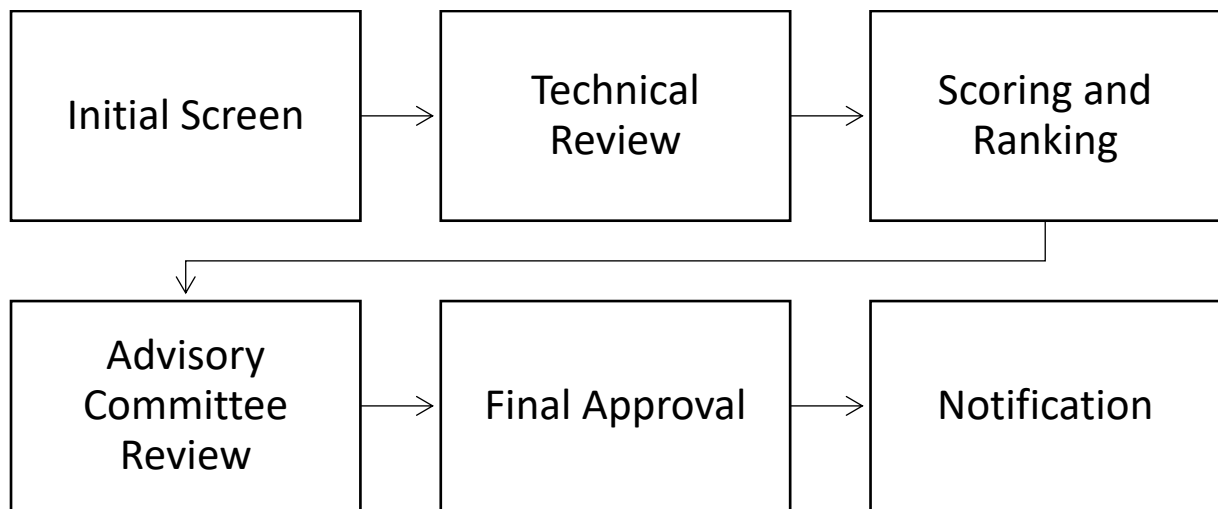 Initial Screen
Technical
Review
Scoring and
Ranking
Advisory
Committee
Review
Final Approval
Notification